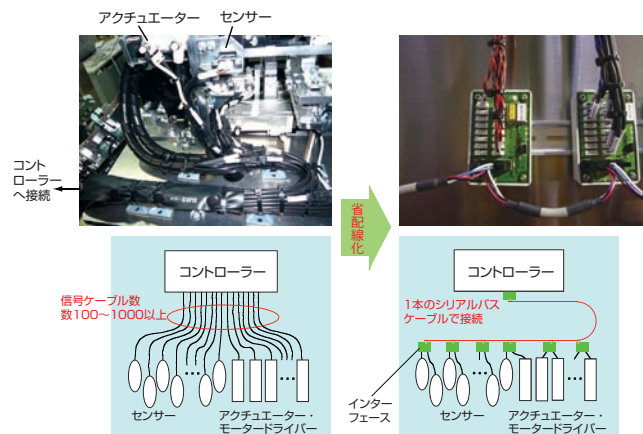 アクチュエーター
センサー
コント
ローラー
へ接続
省配線化
コントローラー
信号ケーブル数
数100～1000以上
センサー
アクチュエーター・
モータードライバー
コントローラー
1本のシリアルバス
ケーブルで接続
インター
フェース
センサー
アクチュエーター・
モータードライバー